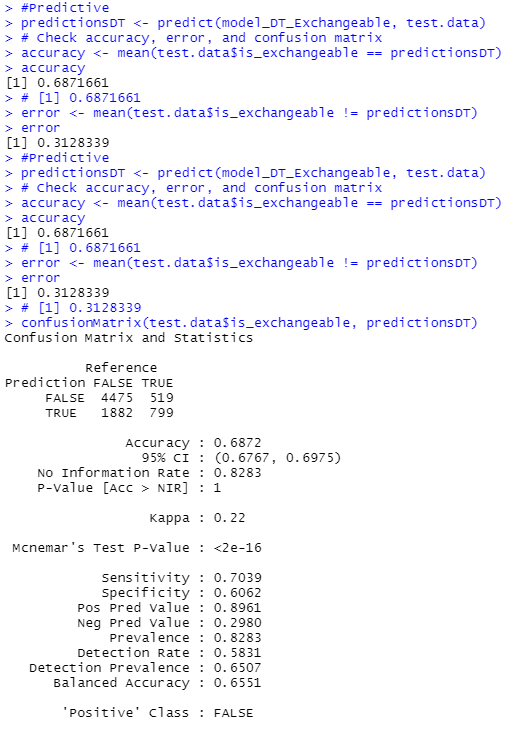 > #Predictive
> predictionsDT <- predict(model_DT_Exchangeable, test.data)
> # Check accuracy, error, and confusion matrix
> accuracy <- mean(test.data$is_exchangeable == predictionsDT)
> accuracy
[1] 0.6871661
> # [1] 0.6871661
> error <- mean(test.data$is_exchangeable != predictionsDT)
> error
[1] 0.3128339
> #Predictive
> predictionsDT <- predict(model_DT_Exchangeable, test.data)
> # Check accuracy, error, and confusion matrix
> accuracy <- mean(test.data$is_exchangeable == predictionsDT)
> accuracy
[1] 0.6871661
> # [1] 0.6871661
> error <- mean(test.data$is_exchangeable != predictionsDT)
> error
[1] 0.3128339
> # [1] 0.3128339
> confusionMatrix(test.data$is_exchangeable, predictionsDT)
Confusion Matrix and Statistics
Reference
Prediction FALSE TRUE
FALSE 4475 519
TRUE 1882 799
Accuracy : 0.6872
95% CI : (0.6767, 0.6975)
No Information Rate : 0.8283
P-Value [Acc > NIR] : 1
Kappa : 0.22
Mcnemar's Test P-Value : <2e-16
Sensitivity : 0.7039
Specificity : 0.6062
Pos Pred Value : 0.8961
Neg Pred Value : 0.2980
Prevalence : 0.8283
Detection Rate : 0.5831
Detection Prevalence : 0.6507
Balanced Accuracy : 0.6551
'Positive' Class : FALSE